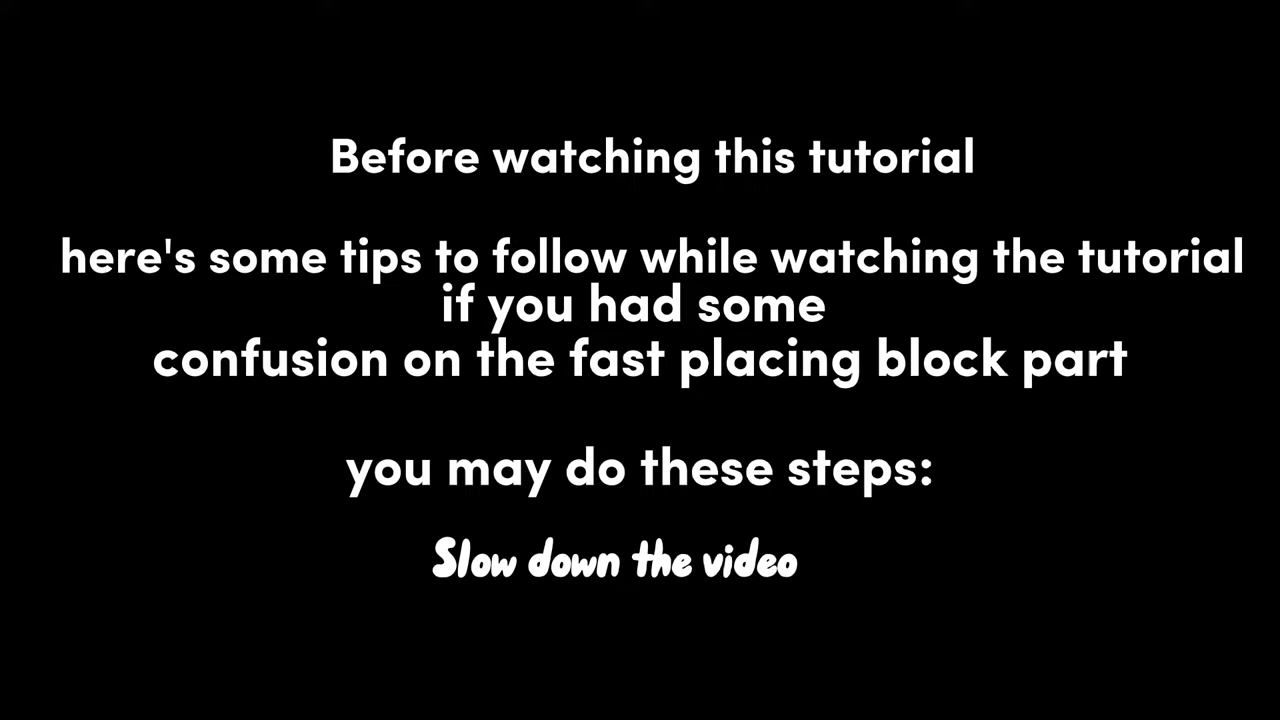 Before watching this tutorial
here's some tips to follow while watching the tutorial
if you had some
confusion on the fast placing block part
you may do these steps:
Slow down the video